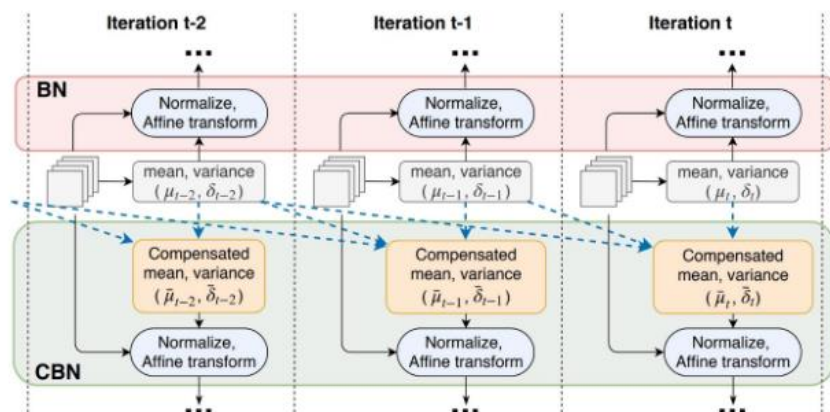 Iteration t-2 Iteration t-1 Iteration t
... ... ...
BN
Normalize, Affine transform
Normalize, Affine transform
Normalize, Affine transform
mean, variance
(μₜ₋₂, δₜ₋₂)
mean, variance
(μₜ₋₁, δₜ₋₁)
mean, variance
(μₜ, δₜ)
Compensated
mean, variance
(μ̄ₜ₋₂, δ̄ₜ₋₂)
Compensated
mean, variance
(μ̄ₜ₋₁, δ̄ₜ₋₁)
Compensated
mean, variance
(μ̄ₜ, δ̄ₜ)
Normalize,
Affine transform
Normalize,
Affine transform
Normalize,
Affine transform
CBN
... ... ...